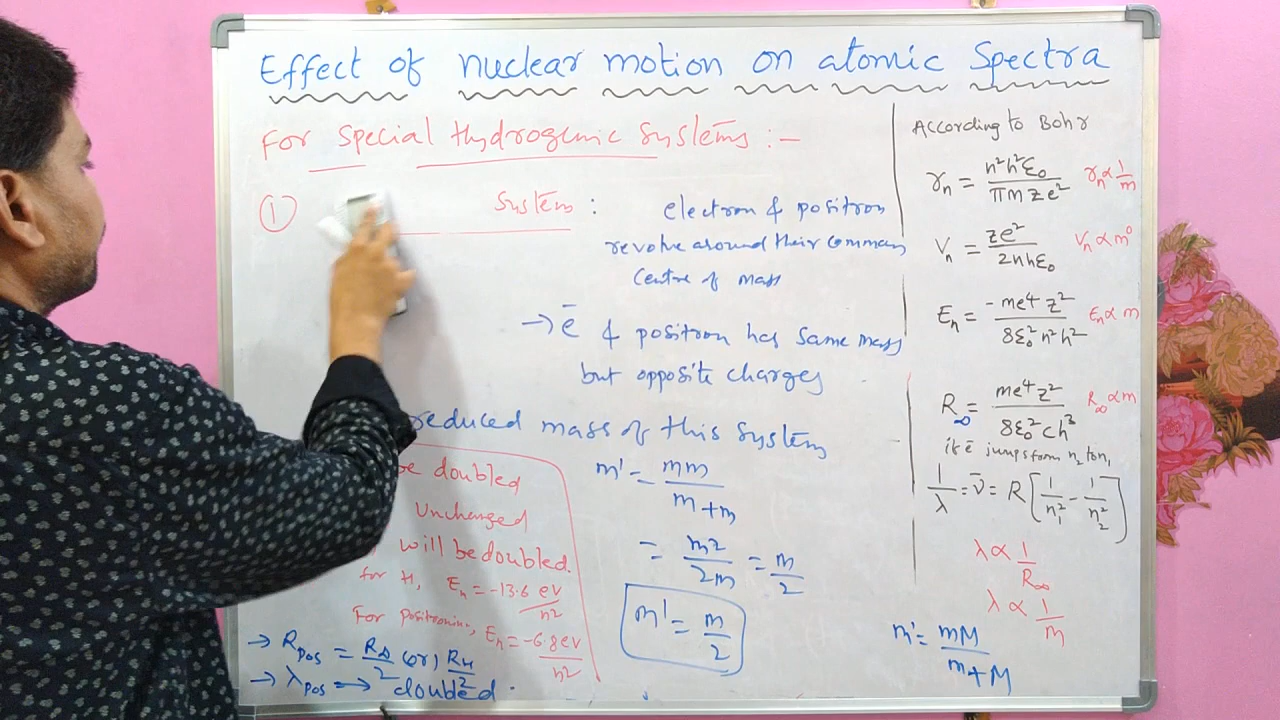 Effect of nuclear motion on atomic Spectra
For Special Hydrogenic Systems :-
① System :
electron & positron
revolve around their common
Centre of mass
→ ē & positron has same mass
but opposite charges
reduced mass of this System
m' = mm / m+m
= m2 / 2m = m / 2
m' = m / 2
be doubled
Unchanged
will be doubled.
for H, En = -13.6 ev / n²
For positronium, En = -6.8ev / n²
→ Rpos = R∞ / 2 (or) RH / 2
→ λpos ⟹ doubled.
According to Bohr
rn = n²h²ε0 / πmze² rn ∝ 1/m
Vn = ze² / 2nhε0 Vn ∝ m⁰
En = -me⁴z² / 8ε0²n²h² En ∝ m
R∞ = me⁴z² / 8ε0²ch³ R∞ ∝ m
if ē jumps from n2 to n1
1/λ = ν̄ = R[1/n1² - 1/n2²]
λ ∝ 1/R∞
λ ∝ 1/m
m' = mM / m+M